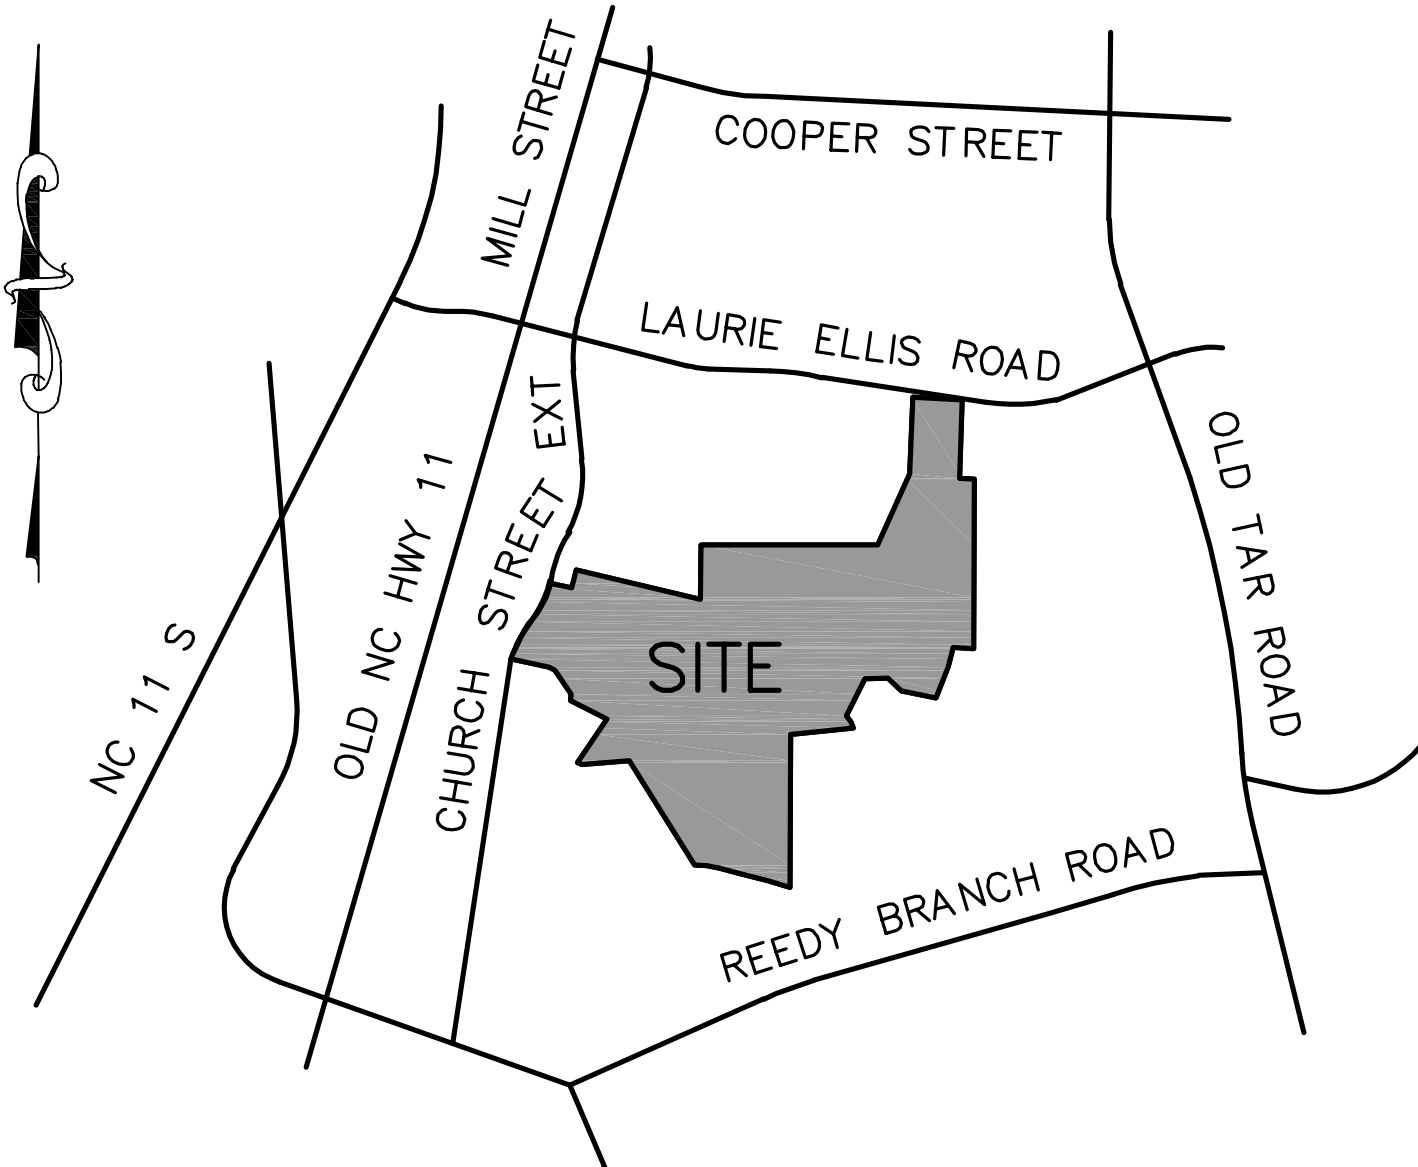 MILL STREET
COOPER STREET
LAURIE ELLIS ROAD
CHURCH STREET EXT
OLD NC HWY 11
NC 11 S
OLD TAR ROAD
SITE
REEDY BRANCH ROAD